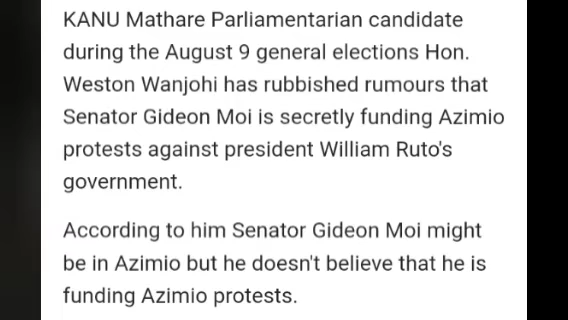 KANU Mathare Parliamentarian candidate
during the August 9 general elections Hon.
Weston Wanjohi has rubbished rumours that
Senator Gideon Moi is secretly funding Azimio
protests against president William Ruto's
government.
According to him Senator Gideon Moi might
be in Azimio but he doesn't believe that he is
funding Azimio protests.